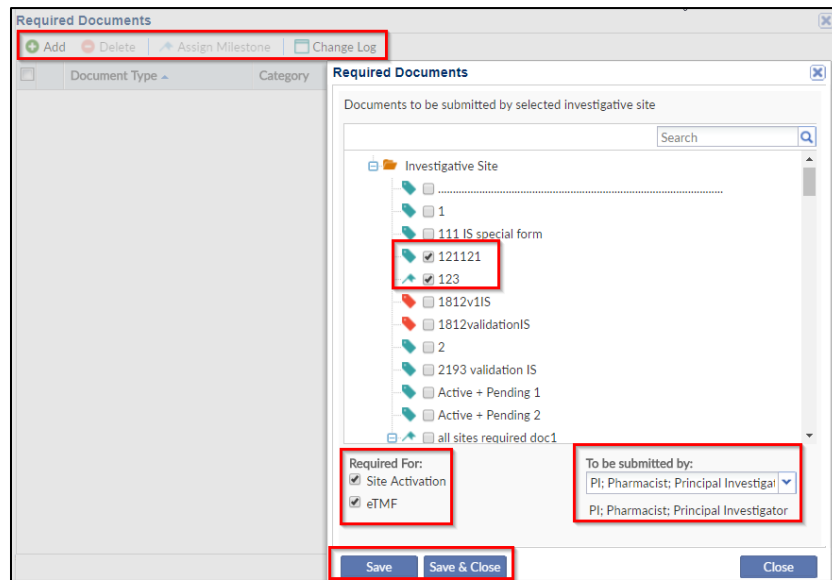 Required Documents
Add Delete Assign Milestone Change Log
Document Type Category
Required Documents
Documents to be submitted by selected investigative site
Search
Investigative Site
....................................................................................................
1
111 IS special form
121121
123
1812v1IS
1812validationIS
2
2193 validation IS
Active + Pending 1
Active + Pending 2
all sites required doc1
Required For:
Site Activation
eTMF
To be submitted by:
PI; Pharmacist; Principal Investigat
PI; Pharmacist; Principal Investigator
Save Save & Close Close